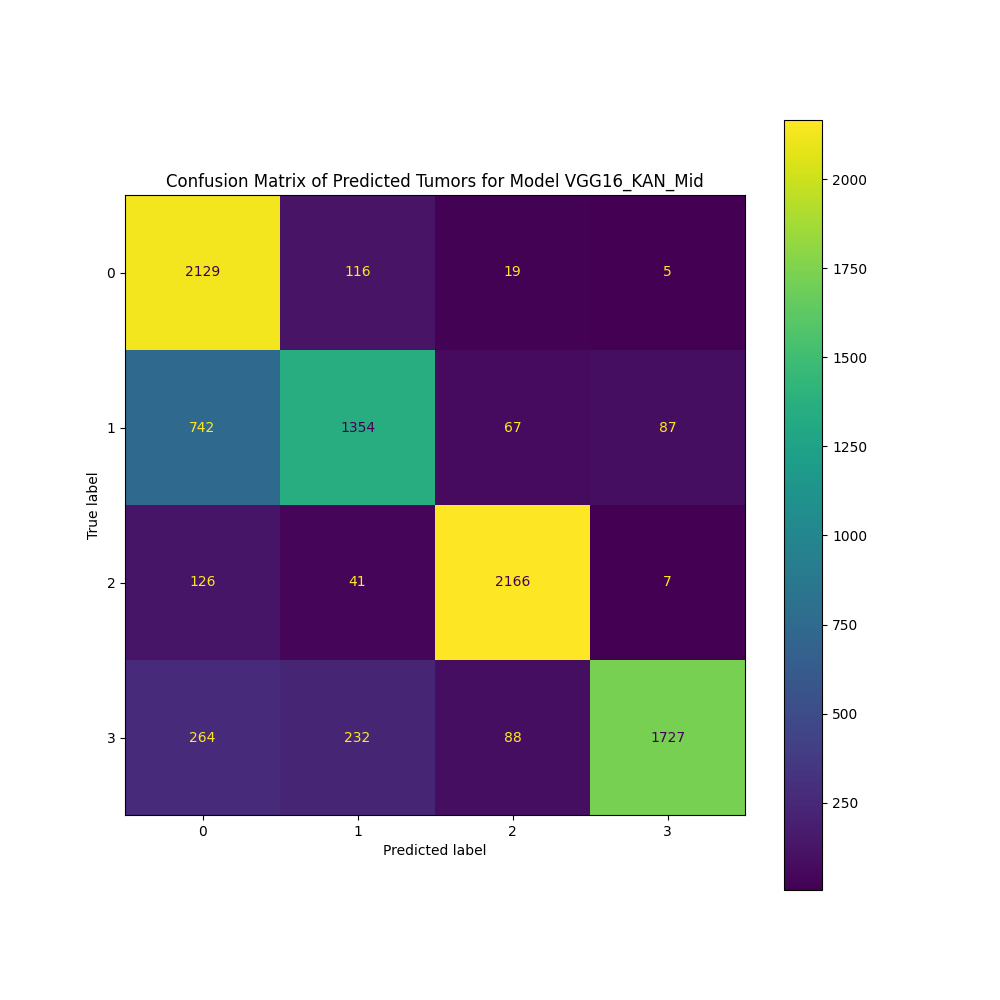 Confusion Matrix of Predicted Tumors for Model VGG16_KAN_Mid
0 2129 116 19 5
1 742 1354 67 87
2 126 41 2166 7
3 264 232 88 1727
0 1 2 3
Predicted label
True label
2000
1750
1500
1250
1000
750
500
250